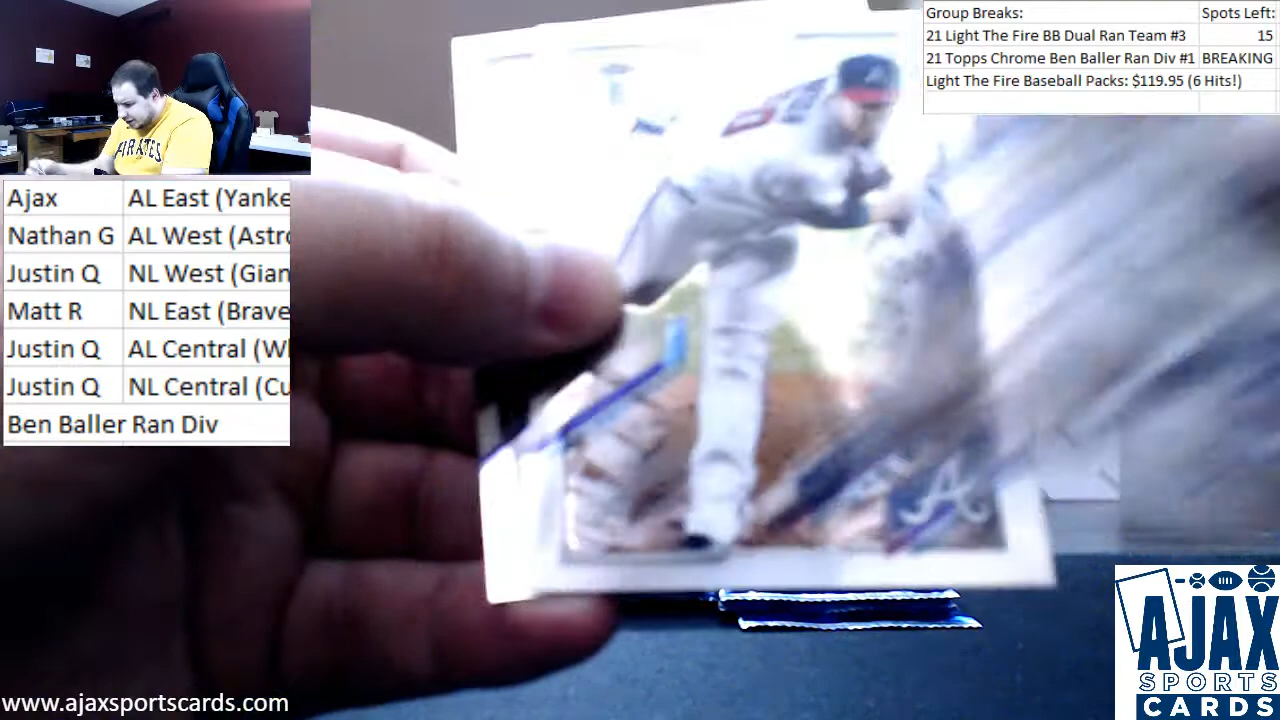 Group Breaks: Spots Left:
21 Light The Fire BB Dual Ran Team #3 15
21 Topps Chrome Ben Baller Ran Div #1 BREAKING
Light The Fire Baseball Packs: $119.95 (6 Hits!)
PIRATES
Ajax AL East (Yanke
Nathan G AL West (Astro
Justin Q NL West (Gian
Matt R NL East (Brave
Justin Q AL Central (Wh
Justin Q NL Central (Cu
Ben Baller Ran Div
A
A
AJAX
SPORTS
CARDS
www.ajaxsportscards.com